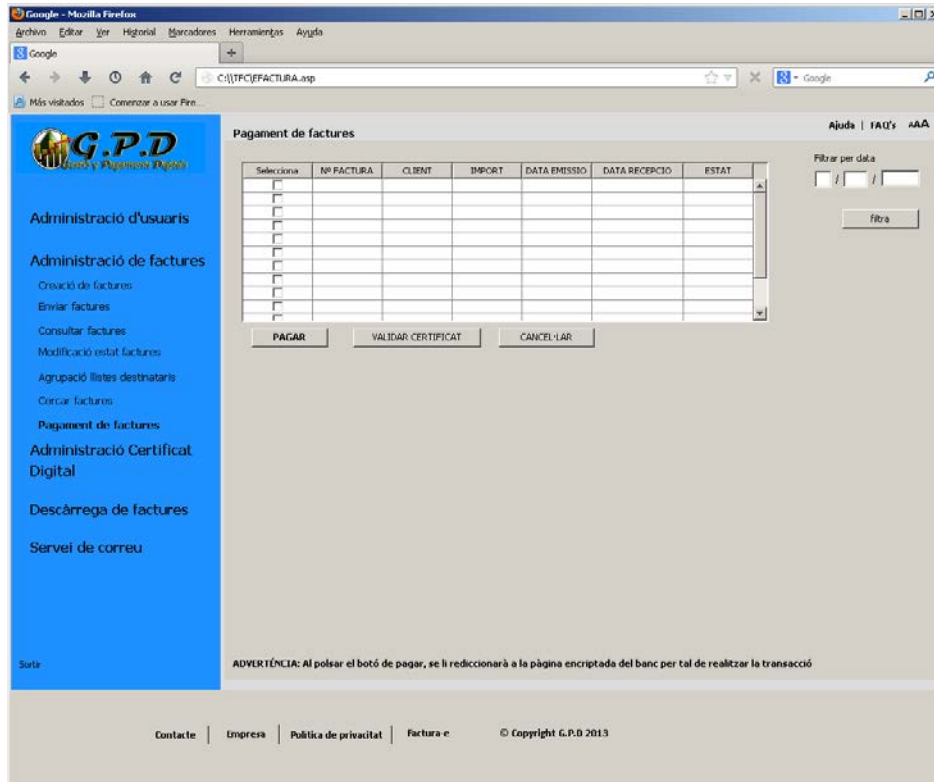 Google - Mozilla Firefox
Archivo Editar Ver Historial Marcadores Herramientas Ayuda
Google
C:\\TFC\EFACTURA.asp
Google
Más visitados Comenzar a usar Fire...
G.P.D
Pagament de factures
Ajuda | FAQ's AAA
Selecciona Nº FACTURA CLIENT IMPORT DATA EMISSIO DATA RECEPCIO ESTAT
Filtrar per data
/ /
filtra
PAGAR VALIDAR CERTIFICAT CANCEL·LAR
Administració d'usuaris
Administració de factures
Creació de factures
Enviar factures
Consultar factures
Modificació estat factures
Agrupació llistes destinataris
Cercar factures
Pagament de factures
Administració Certificat
Digital
Descàrrega de factures
Servei de correu
Sortir
ADVERTÉNCIA: Al polsar el botó de pagar, se li rediccionarà a la pàgina encriptada del banc per tal de realitzar la transacció
Contacte | Empresa | Politica de privacitat | Factura-e © Copyright G.P.D 2013